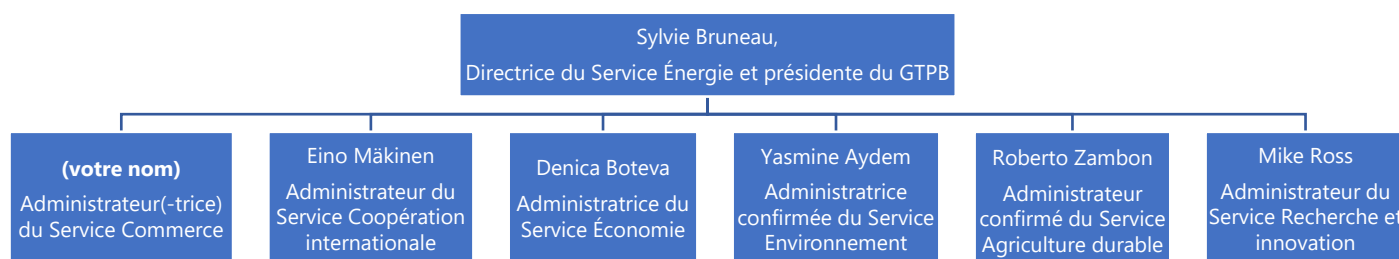 Sylvie Bruneau,
Directrice du Service Énergie et présidente du GTPB
(votre nom)
Administrateur(-trice)
du Service Commerce
Eino Mäkinen
Administrateur du
Service Coopération
internationale
Denica Boteva
Administratrice du
Service Économie
Yasmine Aydem
Administratrice
confirmée du Service
Environnement
Roberto Zambon
Administrateur
confirmé du Service
Agriculture durable
Mike Ross
Administrateur du
Service Recherche et
innovation